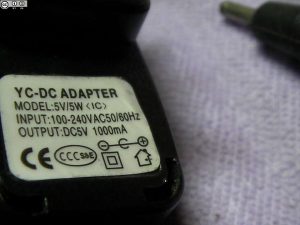 YC-DC ADAPTER
MODEL:5V/5W <IC>
INPUT:100-240VAC50/60Hz
OUTPUT:DC5V 1000mA
CE CCC S&E